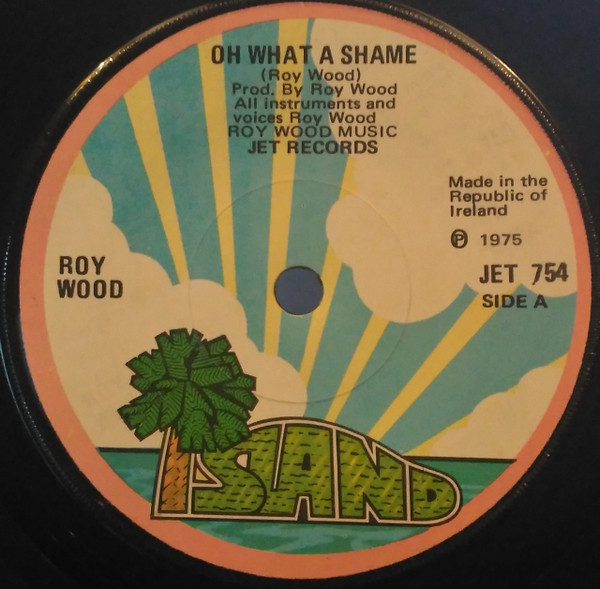 OH WHAT A SHAME
(Roy Wood)
Prod. By Roy Wood
All instruments and
voices Roy Wood
ROY WOOD MUSIC
JET RECORDS
Made in the
Republic of
Ireland
℗ 1975
JET 754
SIDE A
ROY
WOOD
ISLAND